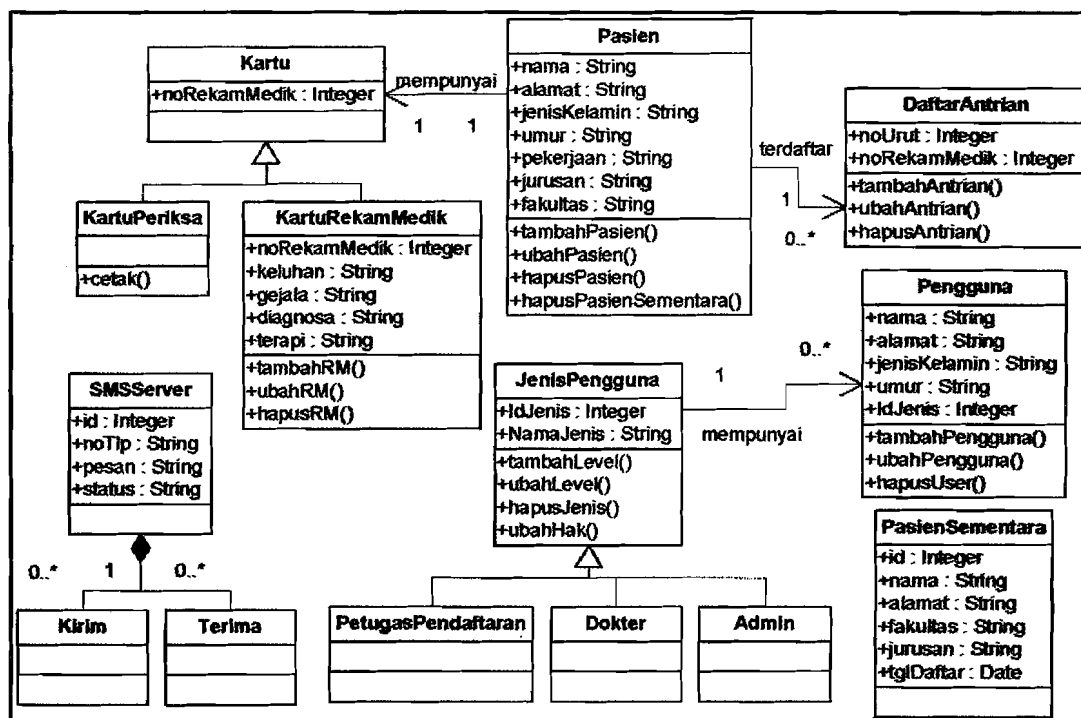 Kartu
+noRekamMedik : Integer
mempunyai
1 1
Pasien
+nama : String
+alamat : String
+jenisKelamin : String
+umur : String
+pekerjaan : String
+jurusan : String
+fakultas : String
+tambahPasien()
+ubahPasien()
+hapusPasien()
+hapusPasienSementara()
terdaftar
1
0..*
DaftarAntrian
+noUrut : Integer
+noRekamMedik : Integer
+tambahAntrian()
+ubahAntrian()
+hapusAntrian()
KartuPeriksa
+cetak()
KartuRekamMedik
+noRekamMedik : Integer
+keluhan : String
+gejala : String
+diagnosa : String
+terapi : String
+tambahRM()
+ubahRM()
+hapusRM()
Pengguna
+nama : String
+alamat : String
+jenisKelamin : String
+umur : String
+IdJenis : Integer
+tambahPengguna()
+ubahPengguna()
+hapusUser()
0..*
1
mempunyai
JenisPengguna
+IdJenis : Integer
+NamaJenis : String
+tambahLevel()
+ubahLevel()
+hapusJenis()
+ubahHak()
SMSServer
+id : Integer
+noTlp : String
+pesan : String
+status : String
0..* 1 0..*
Kirim
Terima
PetugasPendaftaran
Dokter
Admin
PasienSementara
+id : Integer
+nama : String
+alamat : String
+fakultas : String
+jurusan : String
+tglDaftar : Date